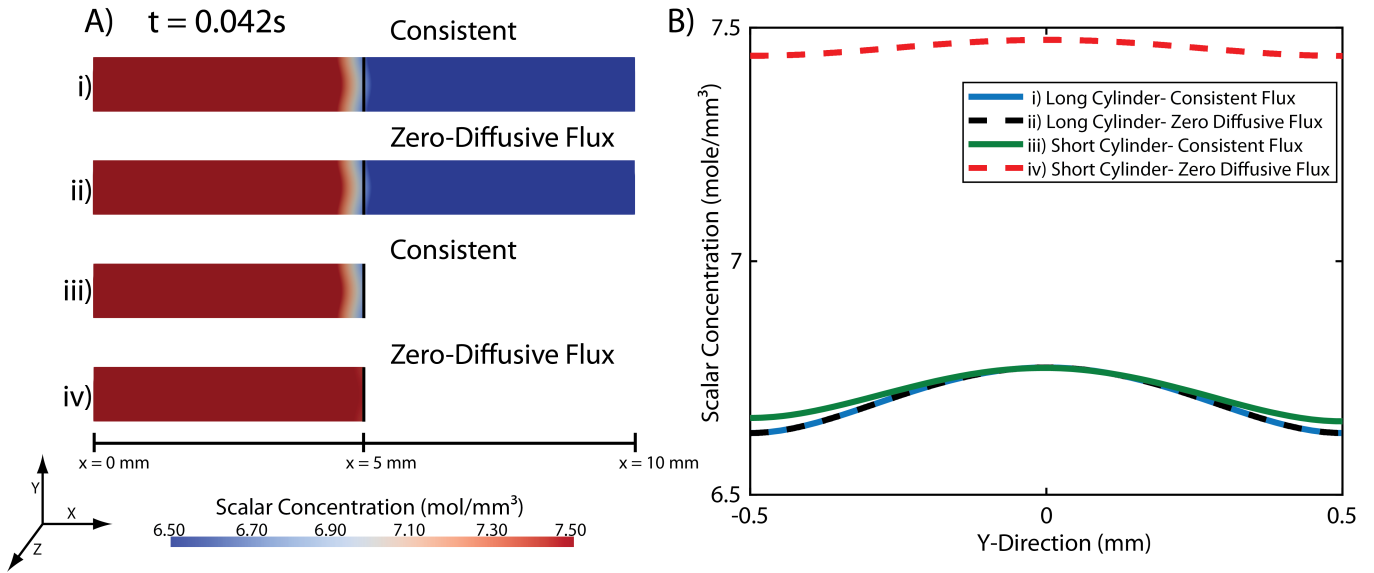 A) t = 0.042s
Consistent
i)
Zero-Diffusive Flux
ii)
Consistent
iii)
Zero-Diffusive Flux
iv)
x = 0 mm x = 5 mm x = 10 mm
Y
X
Z
Scalar Concentration (mol/mm³)
6.50 6.70 6.90 7.10 7.30 7.50
B)
7.5
7
6.5
Scalar Concentration (mole/mm³)
i) Long Cylinder- Consistent Flux
ii) Long Cylinder- Zero Diffusive Flux
iii) Short Cylinder- Consistent Flux
iv) Short Cylinder- Zero Diffusive Flux
-0.5 0 0.5
Y-Direction (mm)